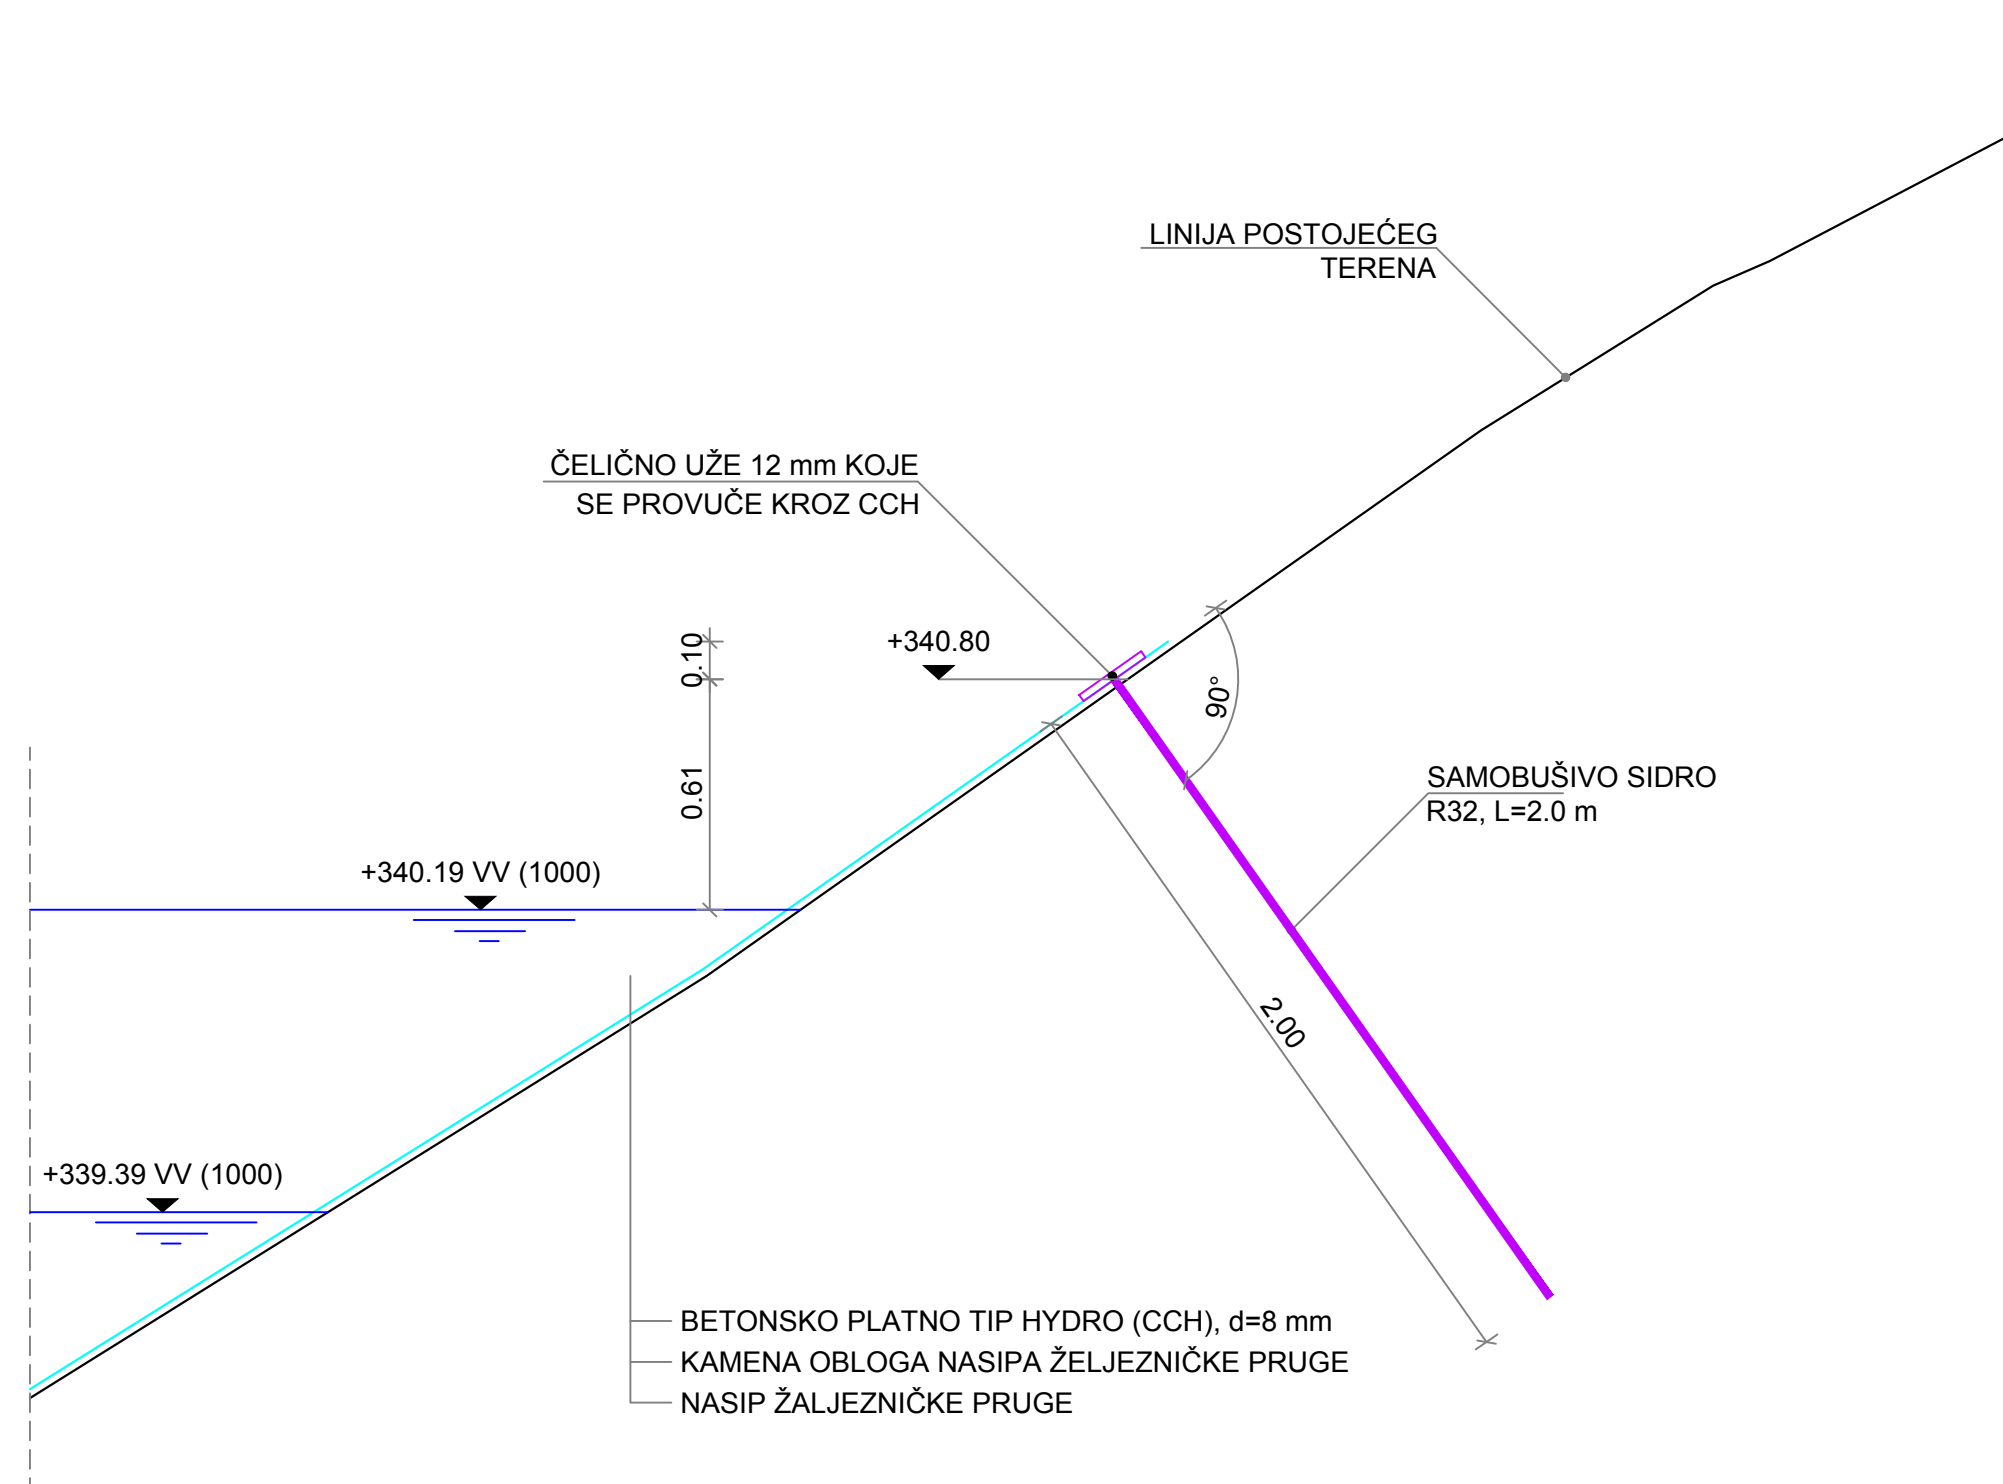 LINIJA POSTOJEĆEG
TERENA
ČELIČNO UŽE 12 mm KOJE
SE PROVUČE KROZ CCH
0.10
+340.80
90°
0.61
SAMOBUŠIVO SIDRO
R32, L=2.0 m
+340.19 VV (1000)
2.00
+339.39 VV (1000)
BETONSKO PLATNO TIP HYDRO (CCH), d=8 mm
KAMENA OBLOGA NASIPA ŽELJEZNIČKE PRUGE
NASIP ŽALJEZNIČKE PRUGE